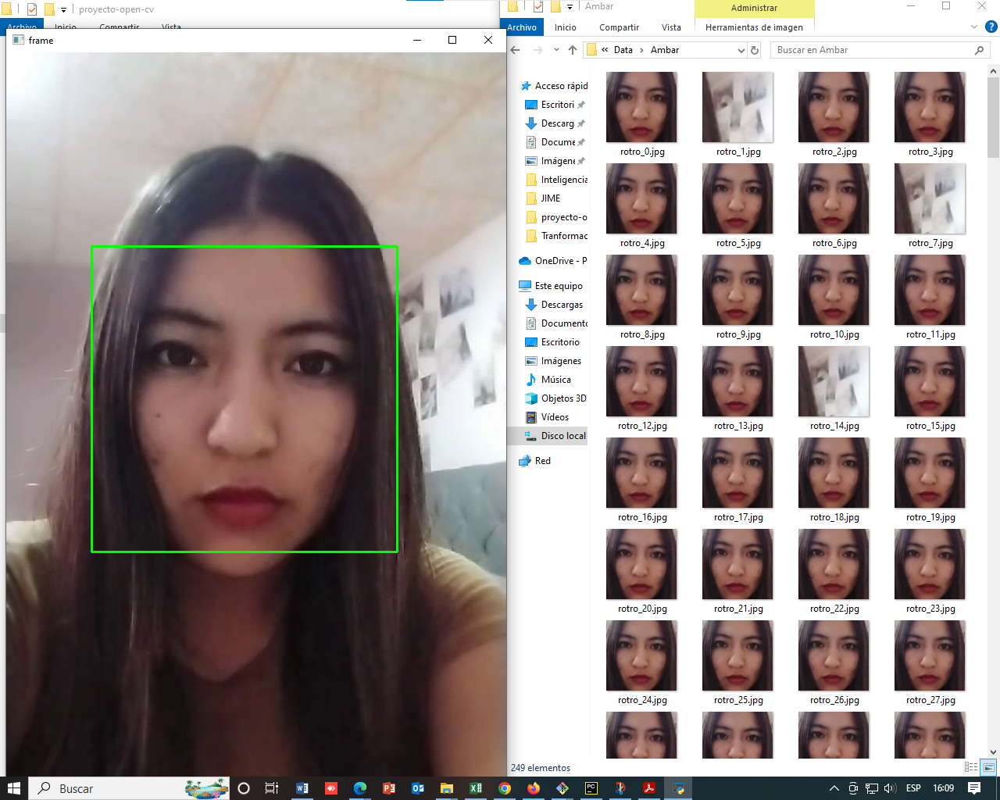 proyecto-open-cv
Archivo Inicio Compartir Vista
frame
Ambar
Administrar
Archivo Inicio Compartir Vista Herramientas de imagen
« Data › Ambar
Buscar en Ambar
Acceso rápid
Escritori
Descarg
Docume
Imágene
Inteligencia
JIME
proyecto-o
Tranformac
OneDrive - P
Este equipo
Descargas
Documento
Escritorio
Imágenes
Música
Objetos 3D
Vídeos
Disco local
Red
rotro_0.jpg rotro_1.jpg rotro_2.jpg rotro_3.jpg
rotro_4.jpg rotro_5.jpg rotro_6.jpg rotro_7.jpg
rotro_8.jpg rotro_9.jpg rotro_10.jpg rotro_11.jpg
rotro_12.jpg rotro_13.jpg rotro_14.jpg rotro_15.jpg
rotro_16.jpg rotro_17.jpg rotro_18.jpg rotro_19.jpg
rotro_20.jpg rotro_21.jpg rotro_22.jpg rotro_23.jpg
rotro_24.jpg rotro_25.jpg rotro_26.jpg rotro_27.jpg
249 elementos
Buscar
ESP 16:09